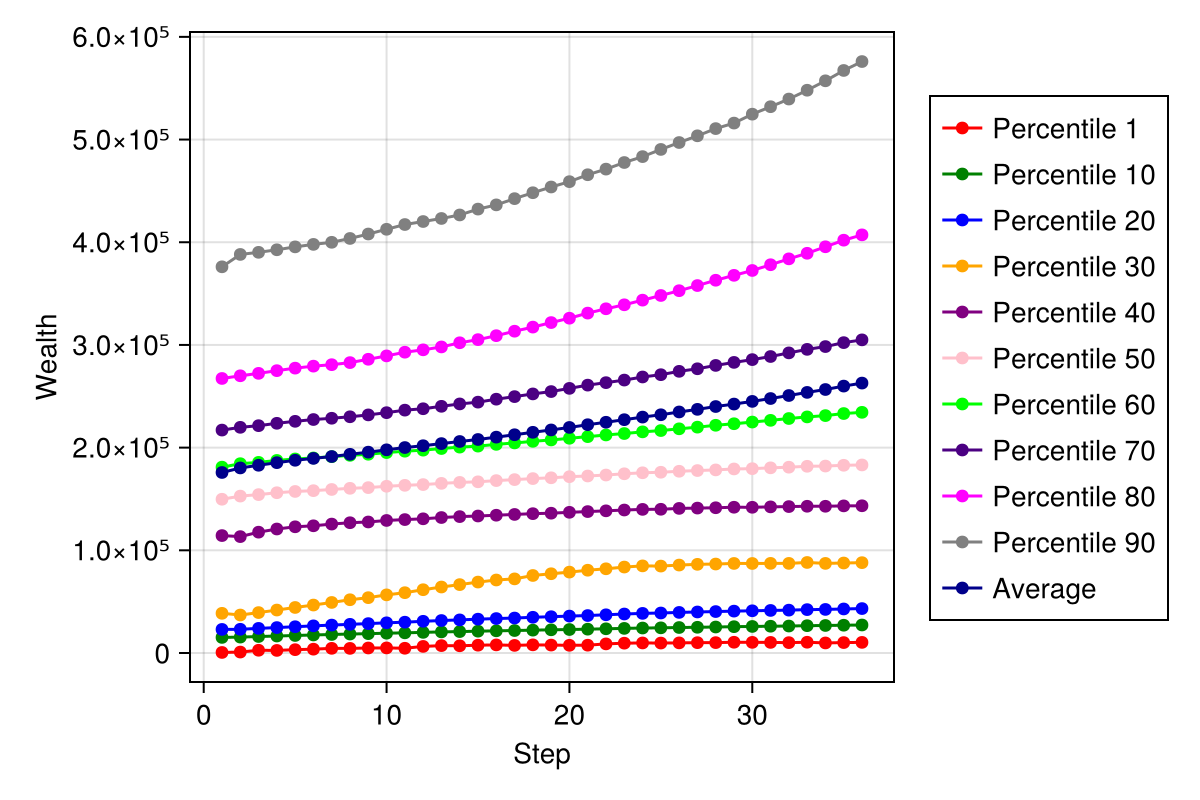 6.0×10⁵
5.0×10⁵
4.0×10⁵
3.0×10⁵
2.0×10⁵
1.0×10⁵
0
Wealth
0 10 20 30
Step
Percentile 1
Percentile 10
Percentile 20
Percentile 30
Percentile 40
Percentile 50
Percentile 60
Percentile 70
Percentile 80
Percentile 90
Average